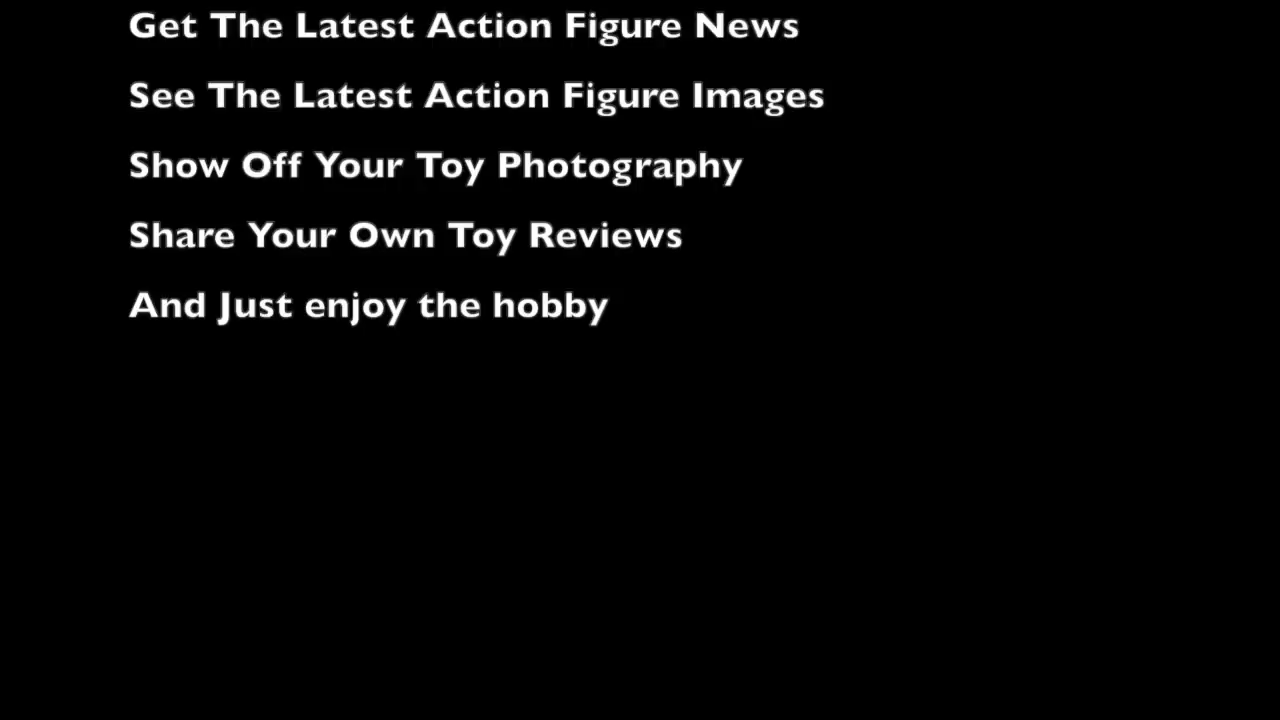 Get The Latest Action Figure News
See The Latest Action Figure Images
Show Off Your Toy Photography
Share Your Own Toy Reviews
And Just enjoy the hobby